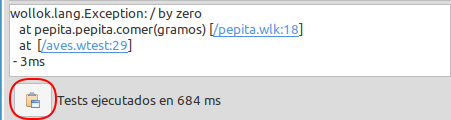 wollok.lang.Exception: / by zero
at pepita.pepita.comer(gramos) [/pepita.wlk:18]
at [/aves.wtest:29]
- 3ms
Tests ejecutados en 684 ms